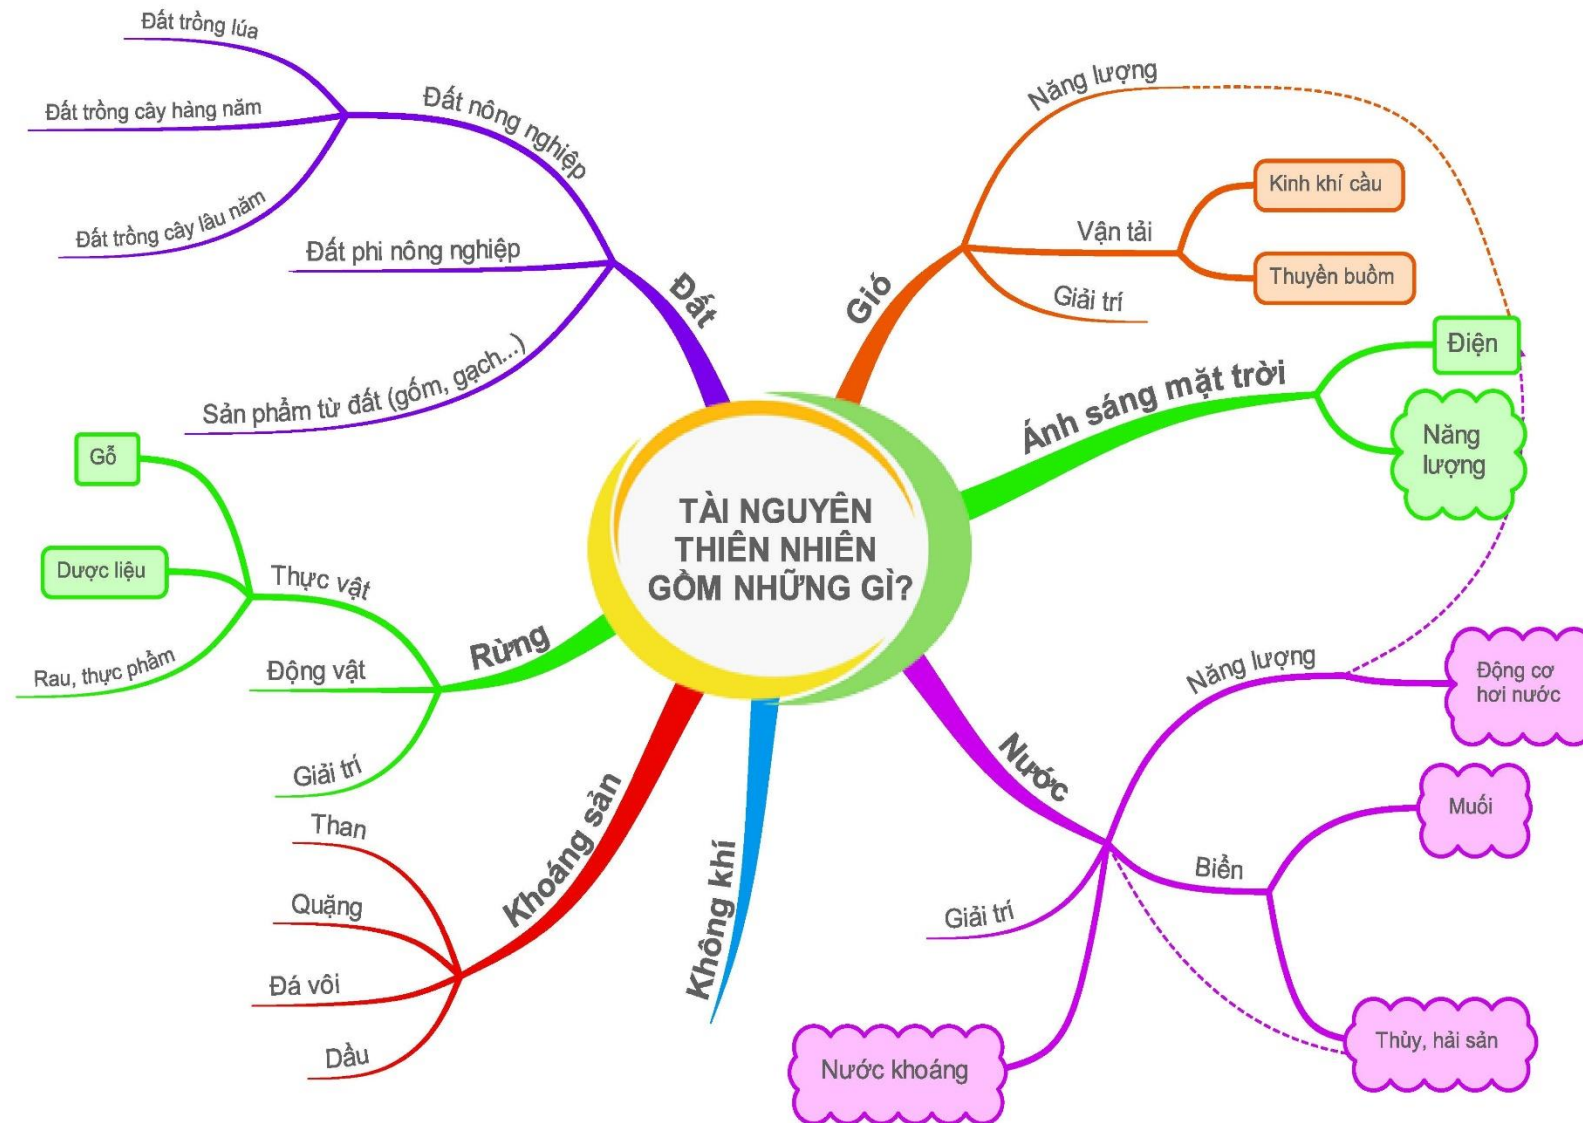 TÀI NGUYÊN
THIÊN NHIÊN
GỒM NHỮNG GÌ?
Đất
Đất nông nghiệp
Đất trồng lúa
Đất trồng cây hàng năm
Đất trồng cây lâu năm
Đất phi nông nghiệp
Sản phẩm từ đất (gốm, gạch...)
Gió
Năng lượng
Vận tải
Kinh khí cầu
Thuyền buồm
Giải trí
Ánh sáng mặt trời
Điện
Năng
lượng
Nước
Năng lượng
Động cơ
hơi nước
Biển
Muối
Thủy, hải sản
Giải trí
Nước khoáng
Không khí
Khoáng sản
Than
Quặng
Đá vôi
Dầu
Rừng
Thực vật
Gỗ
Dược liệu
Rau, thực phẩm
Động vật
Giải trí